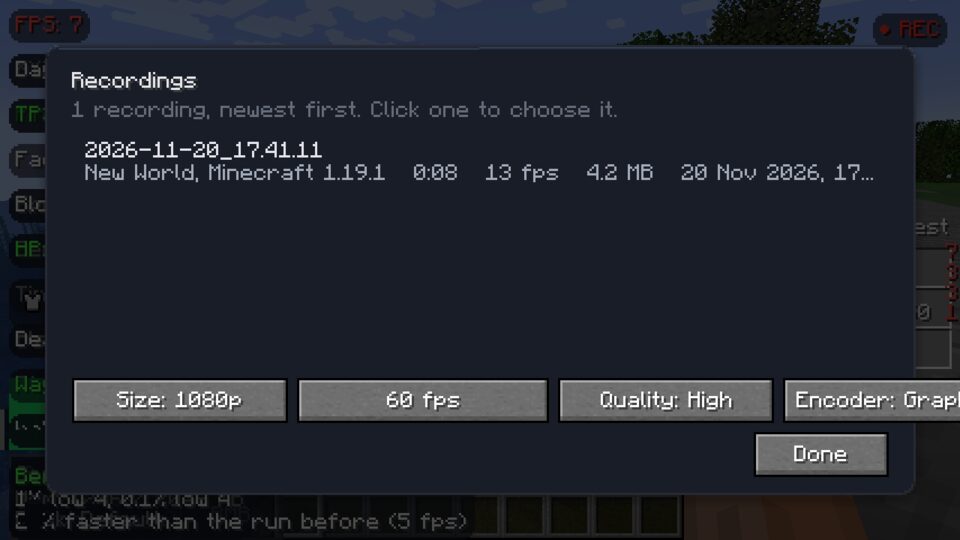 FPS: 7
REC
Recordings
1 recording, newest first. Click one to choose it.
2026-11-20_17.41.11
New World, Minecraft 1.19.1 0:08 13 fps 4.2 MB 20 Nov 2026, 17...
Size: 1080p
60 fps
Quality: High
Encoder: Grap
Done
faster than the run before (5 fps)